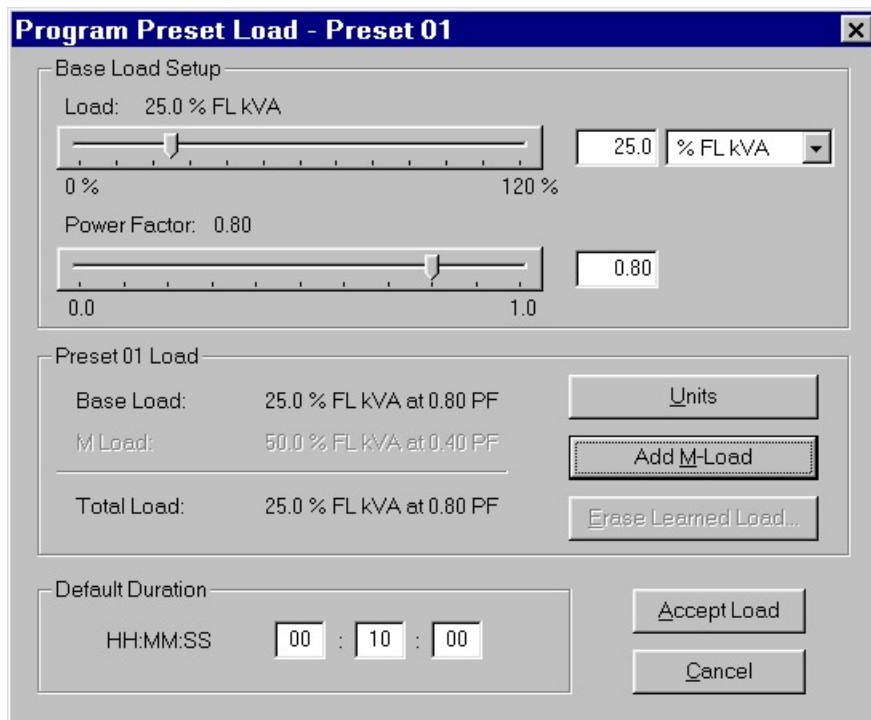 Program Preset Load - Preset 01
Base Load Setup
Load: 25.0 % FL kVA
25.0 % FL kVA
0 % 120 %
Power Factor: 0.80
0.80
0.0 1.0
Preset 01 Load
Base Load: 25.0 % FL kVA at 0.80 PF
Units
M Load: 50.0 % FL kVA at 0.40 PF
Add M-Load
Total Load: 25.0 % FL kVA at 0.80 PF
Erase Learned Load...
Default Duration
HH:MM:SS 00 : 10 : 00
Accept Load
Cancel